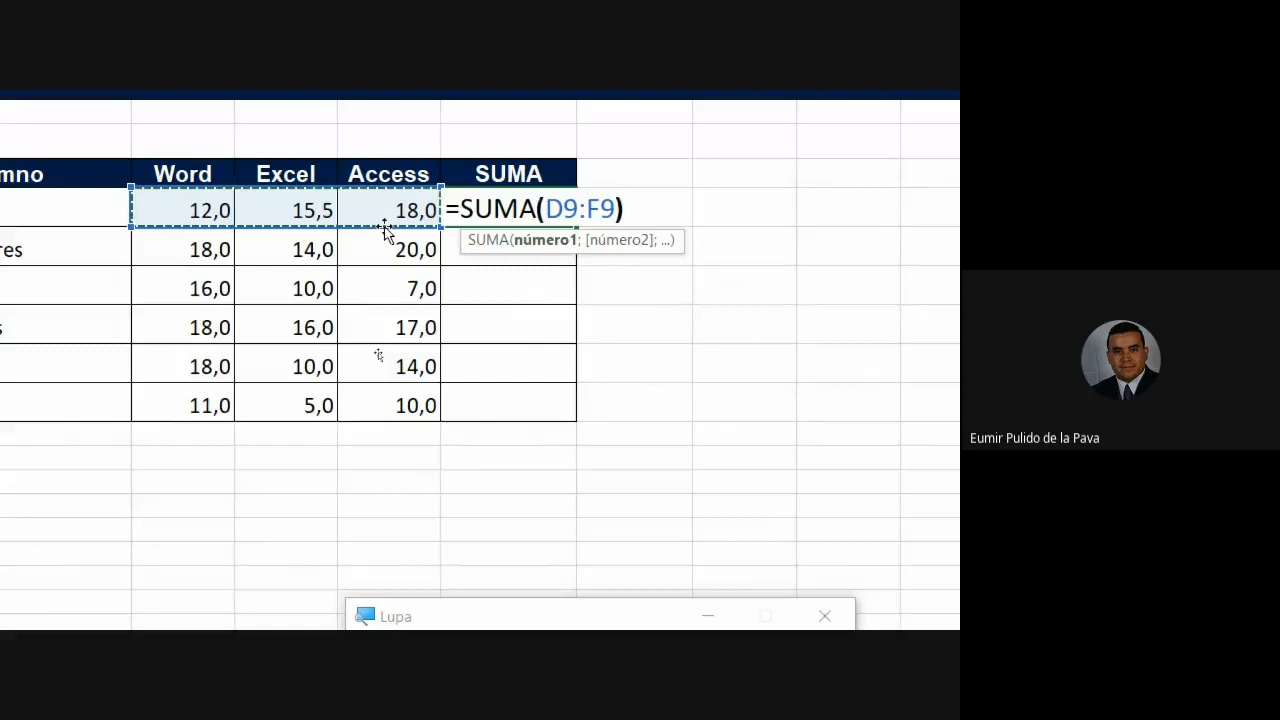 mno Word Excel Access SUMA
12,0 15,5 18,0 =SUMA(D9:F9)
SUMA(número1; [número2]; ...)
res 18,0 14,0 20,0
16,0 10,0 7,0
s 18,0 16,0 17,0
18,0 10,0 14,0
11,0 5,0 10,0
Lupa
Eumir Pulido de la Pava